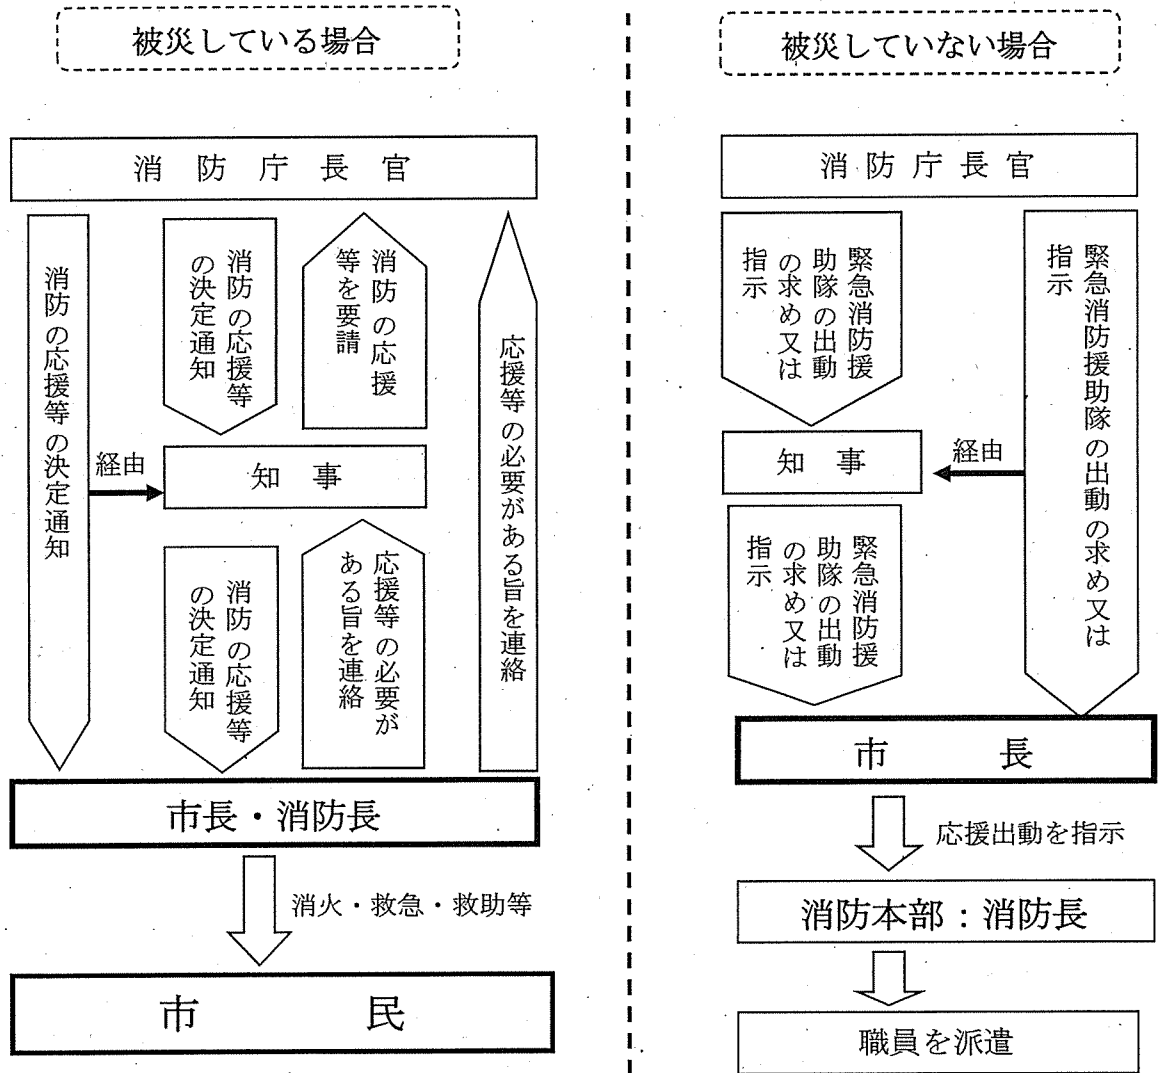 被災している場合
消防庁長官
消防の応援等の決定通知
消防の応援等
の決定通知
消防の応援
等を要請
応援等の必要がある旨を連絡
経由
知事
消防の応援等
の決定通知
応援等の必要が
ある旨を連絡
市長・消防長
消火・救急・救助等
市民
被災していない場合
消防庁長官
緊急消防援
助隊の出動
の求め又は
指示
緊急消防援助隊の出動の求め又は
指示
知事
経由
緊急消防援
助隊の出動
の求め又は
指示
市長
応援出動を指示
消防本部：消防長
職員を派遣